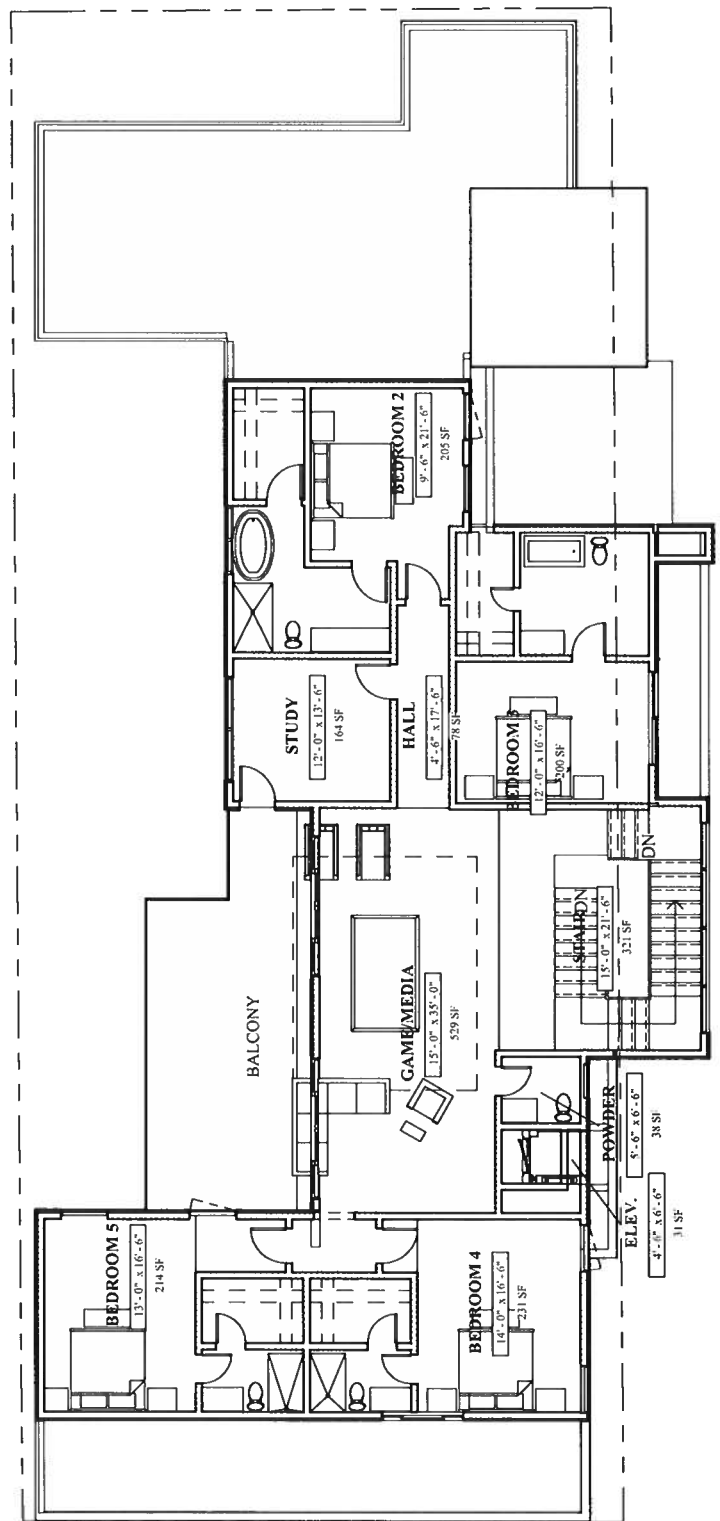 BEDROOM 2
9'-6" x 21'-6"
205 SF
STUDY
12'-0" x 13'-6"
164 SF
HALL
4'-6" x 17'-6"
78 SF
BEDROOM 3
12'-0" x 16'-6"
200 SF
DN
STAIR
DN
15'-0" x 21'-6"
321 SF
BALCONY
GAME/MEDIA
15'-0" x 35'-0"
529 SF
POWDER
5'-6" x 6'-6"
38 SF
ELEV.
4'-6" x 6'-6"
31 SF
BEDROOM 5
13'-0" x 16'-6"
214 SF
BEDROOM 4
14'-0" x 16'-6"
231 SF